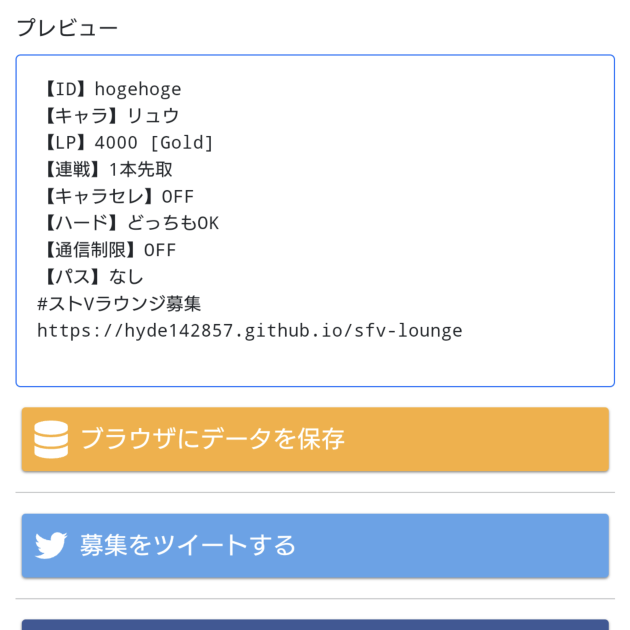 プレビュー
【ID】hogehoge
【キャラ】リュウ
【LP】4000 [Gold]
【連戦】1本先取
【キャラセレ】OFF
【ハード】どっちもOK
【通信制限】OFF
【パス】なし
#ストVラウンジ募集
https://hyde142857.github.io/sfv-lounge
ブラウザにデータを保存
募集をツイートする